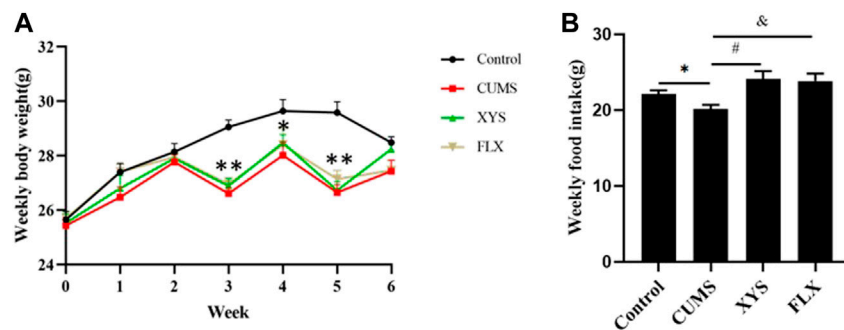 A
Weekly body weight(g)
32
30
28
26
24
**
*
**
0 1 2 3 4 5 6
Week
Control
CUMS
XYS
FLX
B
Weekly food intake(g)
30
20
10
0
*
#
&
Control
CUMS
XYS
FLX